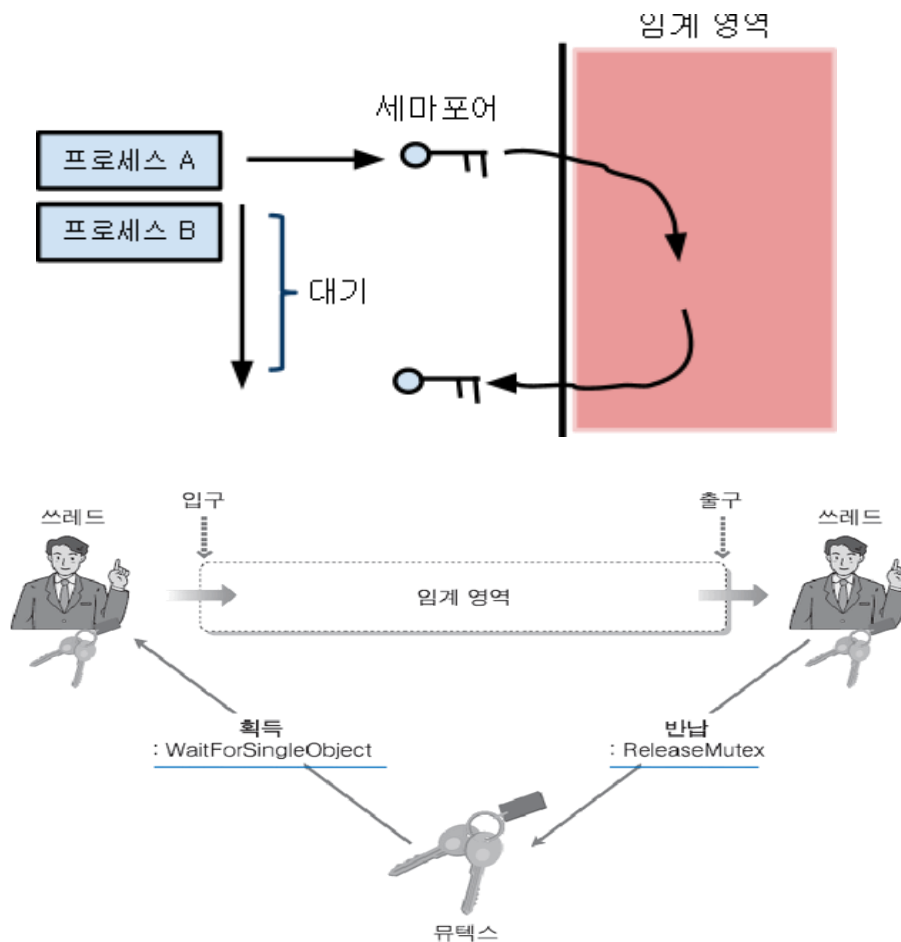 임계 영역
세마포어
프로세스 A
프로세스 B
대기
입구
출구
쓰레드
쓰레드
임계 영역
획득
: WaitForSingleObject
반납
: ReleaseMutex
뮤텍스